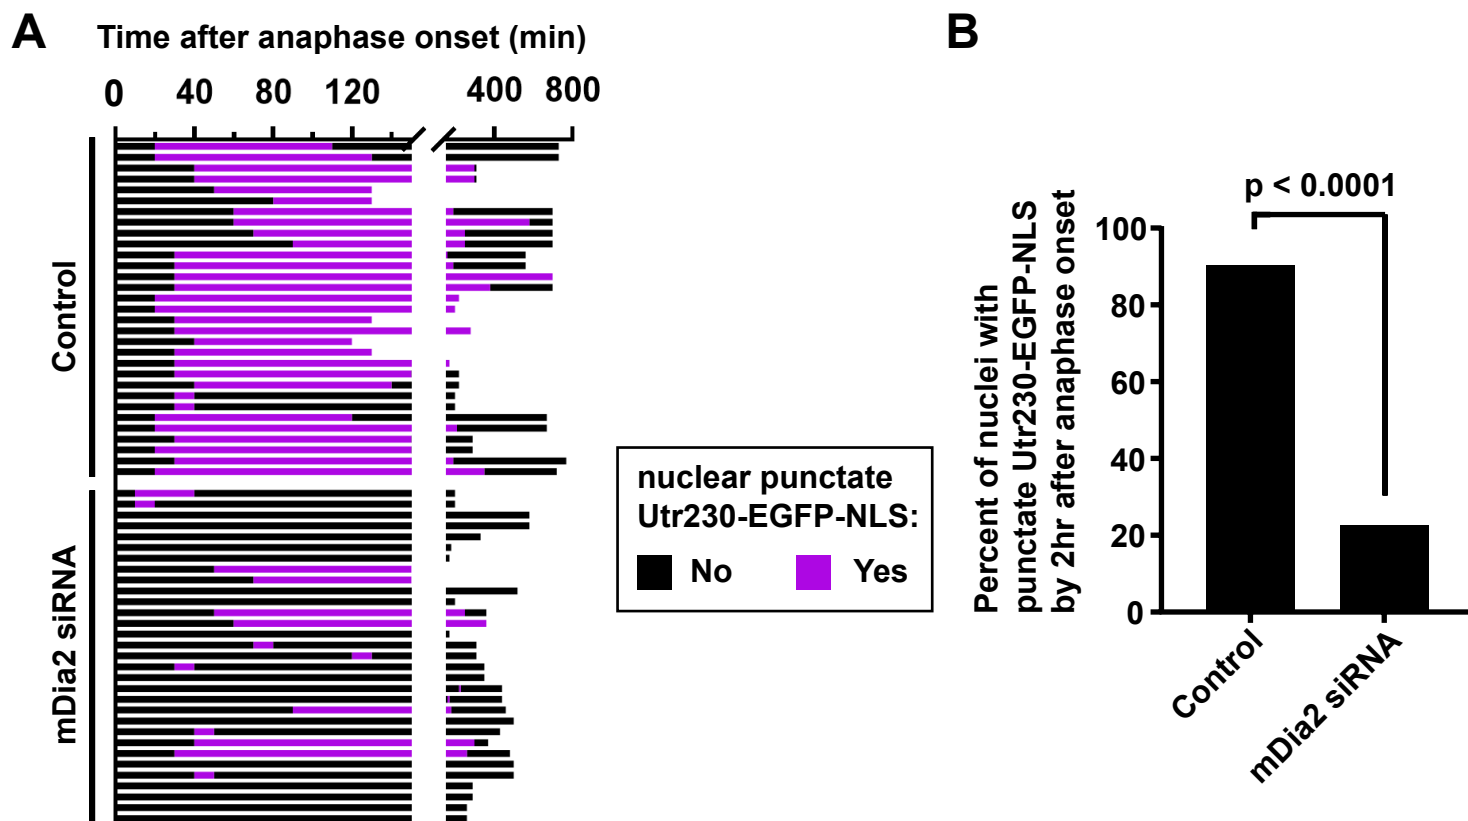 A
Time after anaphase onset (min)
0 40 80 120 400 800
Control
mDia2 siRNA
nuclear punctate
Utr230-EGFP-NLS:
No Yes
B
p < 0.0001
Percent of nuclei with
punctate Utr230-EGFP-NLS
by 2hr after anaphase onset
100
80
60
40
20
0
Control
mDia2 siRNA